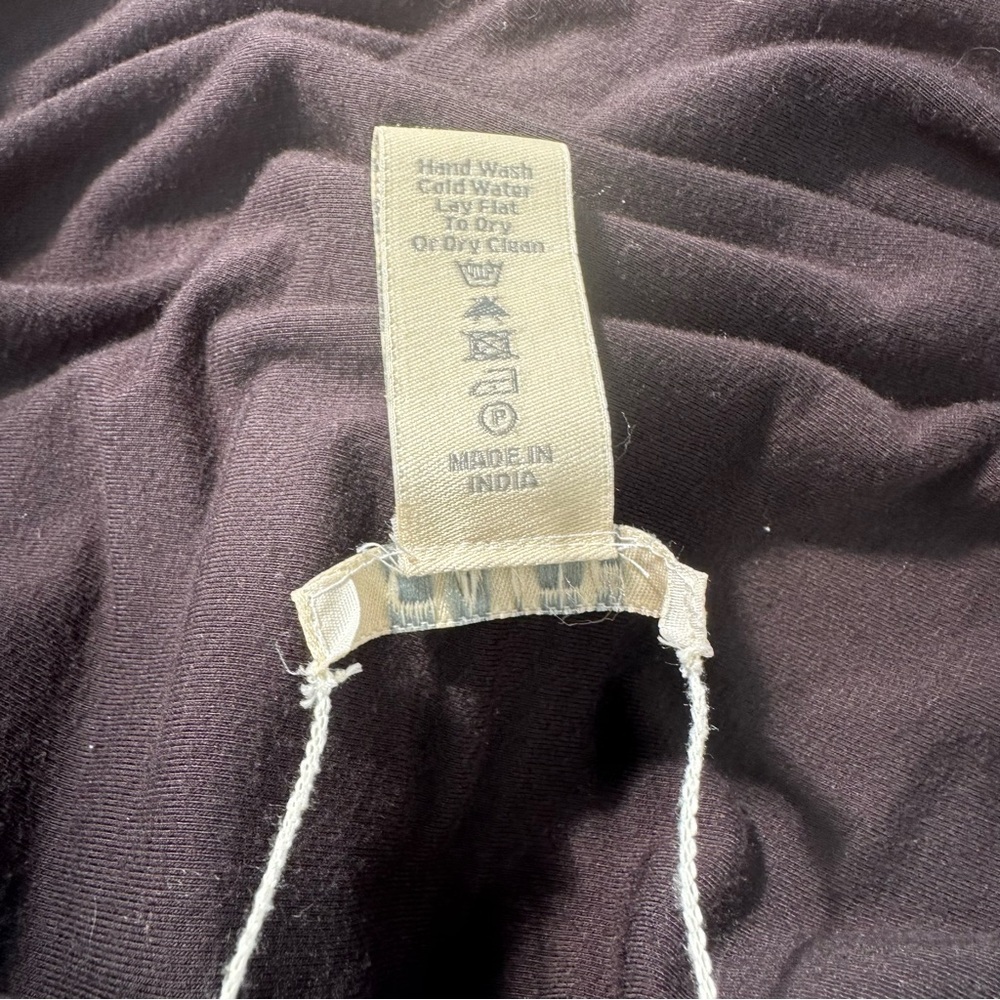 Hand Wash
Cold Water
Lay Flat
To Dry
Or Dry Clean
P
MADE IN
INDIA